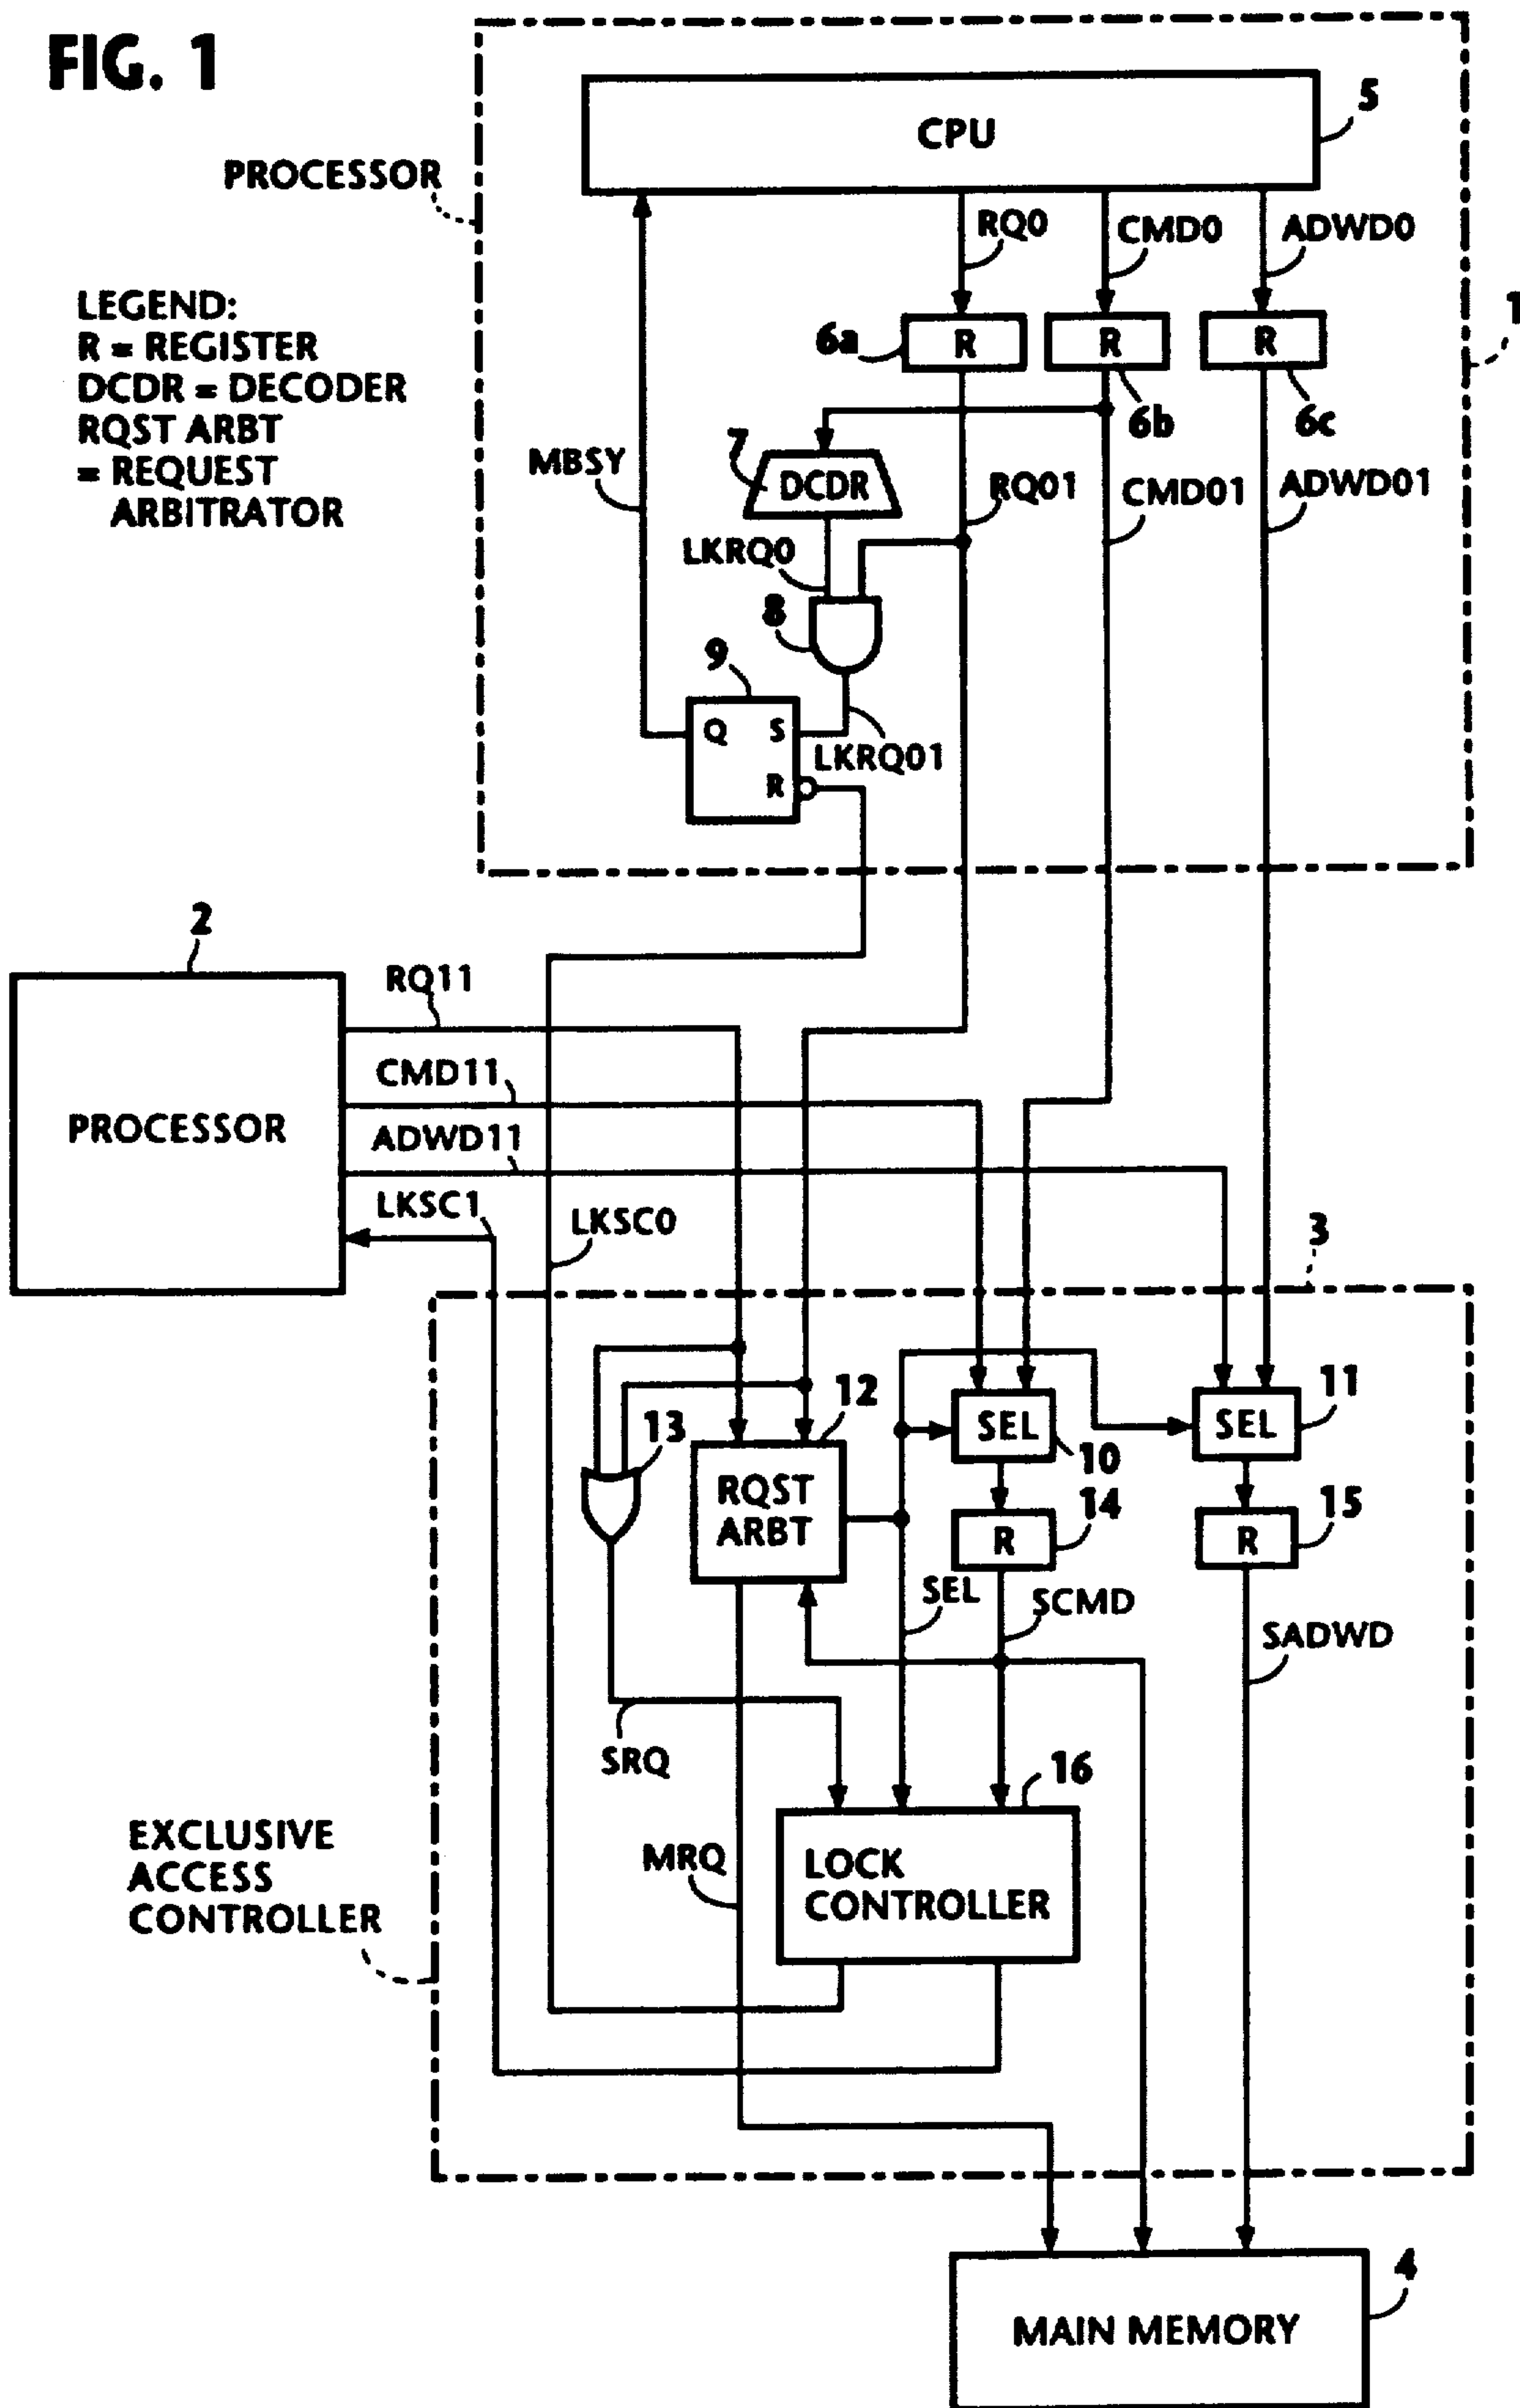 FIG. 1
CPU
5
PROCESSOR
RQ0
CMD0
ADWD0
LEGEND:
R = REGISTER
DCDR = DECODER
RQST ARBT
= REQUEST
ARBITRATOR
1
6a
R
R
R
6b
6c
MBSY
7
DCDR
RQ01
CMD01
ADWD01
LKRQ0
8
9
Q
S
R
LKRQ01
2
RQ11
CMD11
PROCESSOR
ADWD11
LKSC1
LKSC0
3
13
12
SEL
10
SEL
11
RQST
ARBT
R
14
R
15
SEL
SCMD
SADWD
SRQ
16
EXCLUSIVE
ACCESS
CONTROLLER
MRQ
LOCK
CONTROLLER
4
MAIN MEMORY